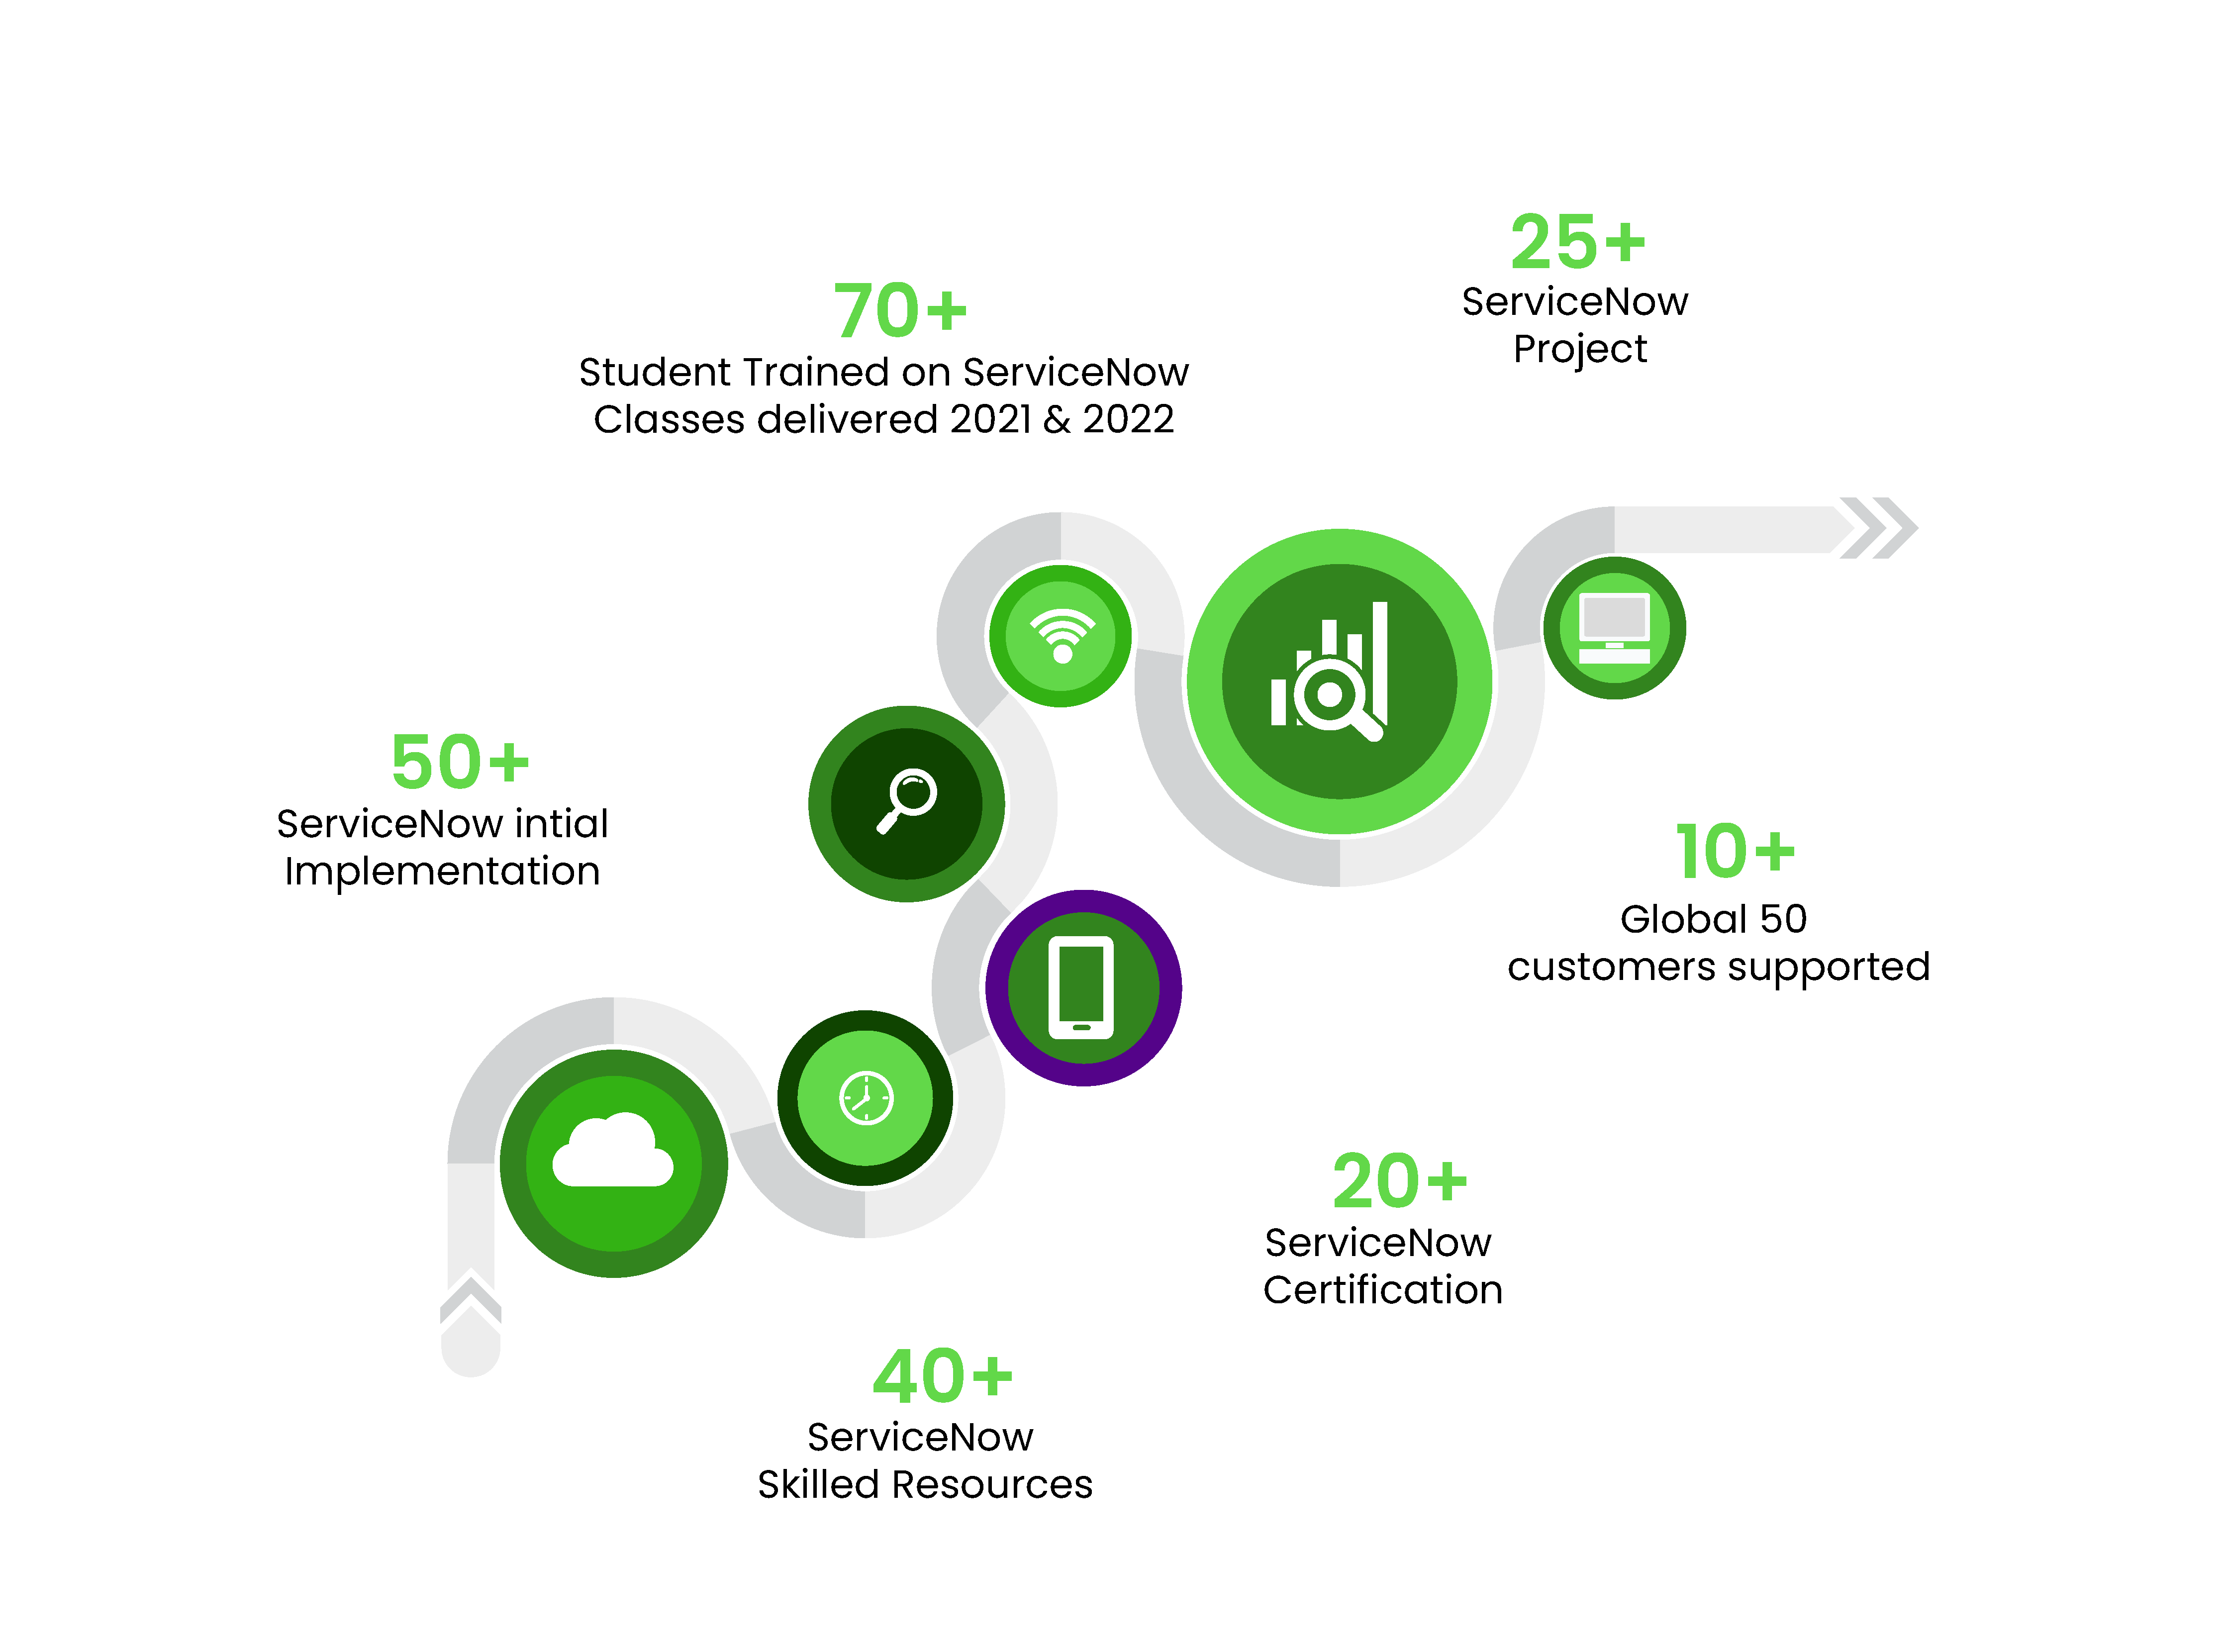 25+
ServiceNow
Project
70+
Student Trained on ServiceNow
Classes delivered 2021 & 2022
50+
ServiceNow intial
Implementation
10+
Global 50
customers supported
20+
ServiceNow
Certification
40+
ServiceNow
Skilled Resources